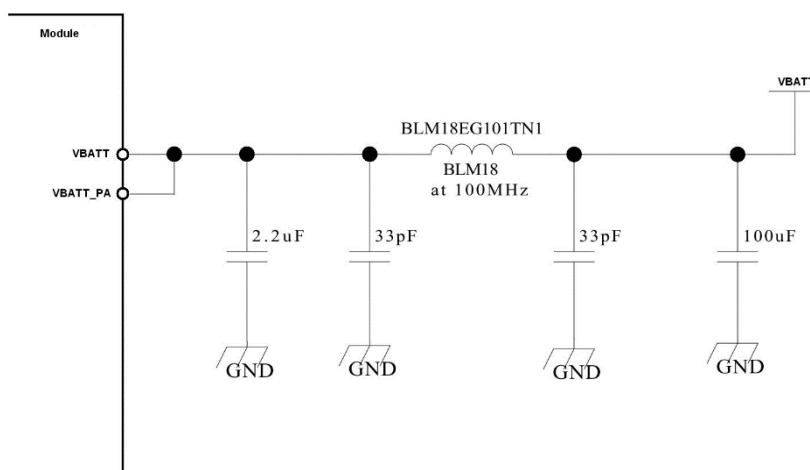 Module
VBATT
BLM18EG101TN1
VBATT
BLM18
VBATT_PA
at 100MHz
2.2uF
33pF
33pF
100uF
GND
GND
GND
GND